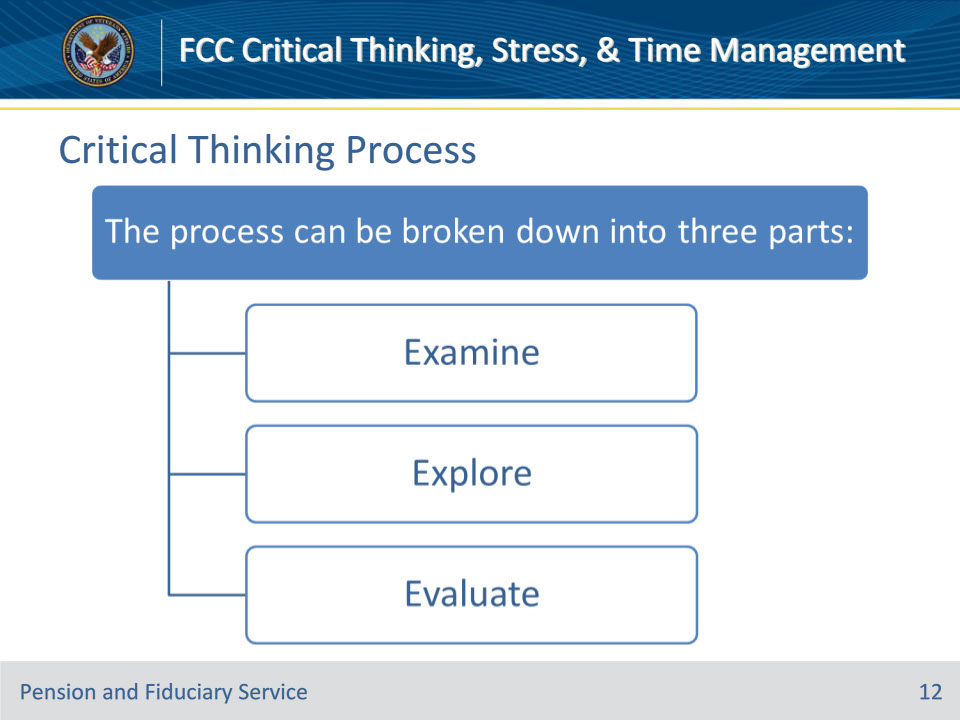 FCC Critical Thinking, Stress, & Time Management
Critical Thinking Process
The process can be broken down into three parts:
Examine
Explore
Evaluate
Pension and Fiduciary Service
12